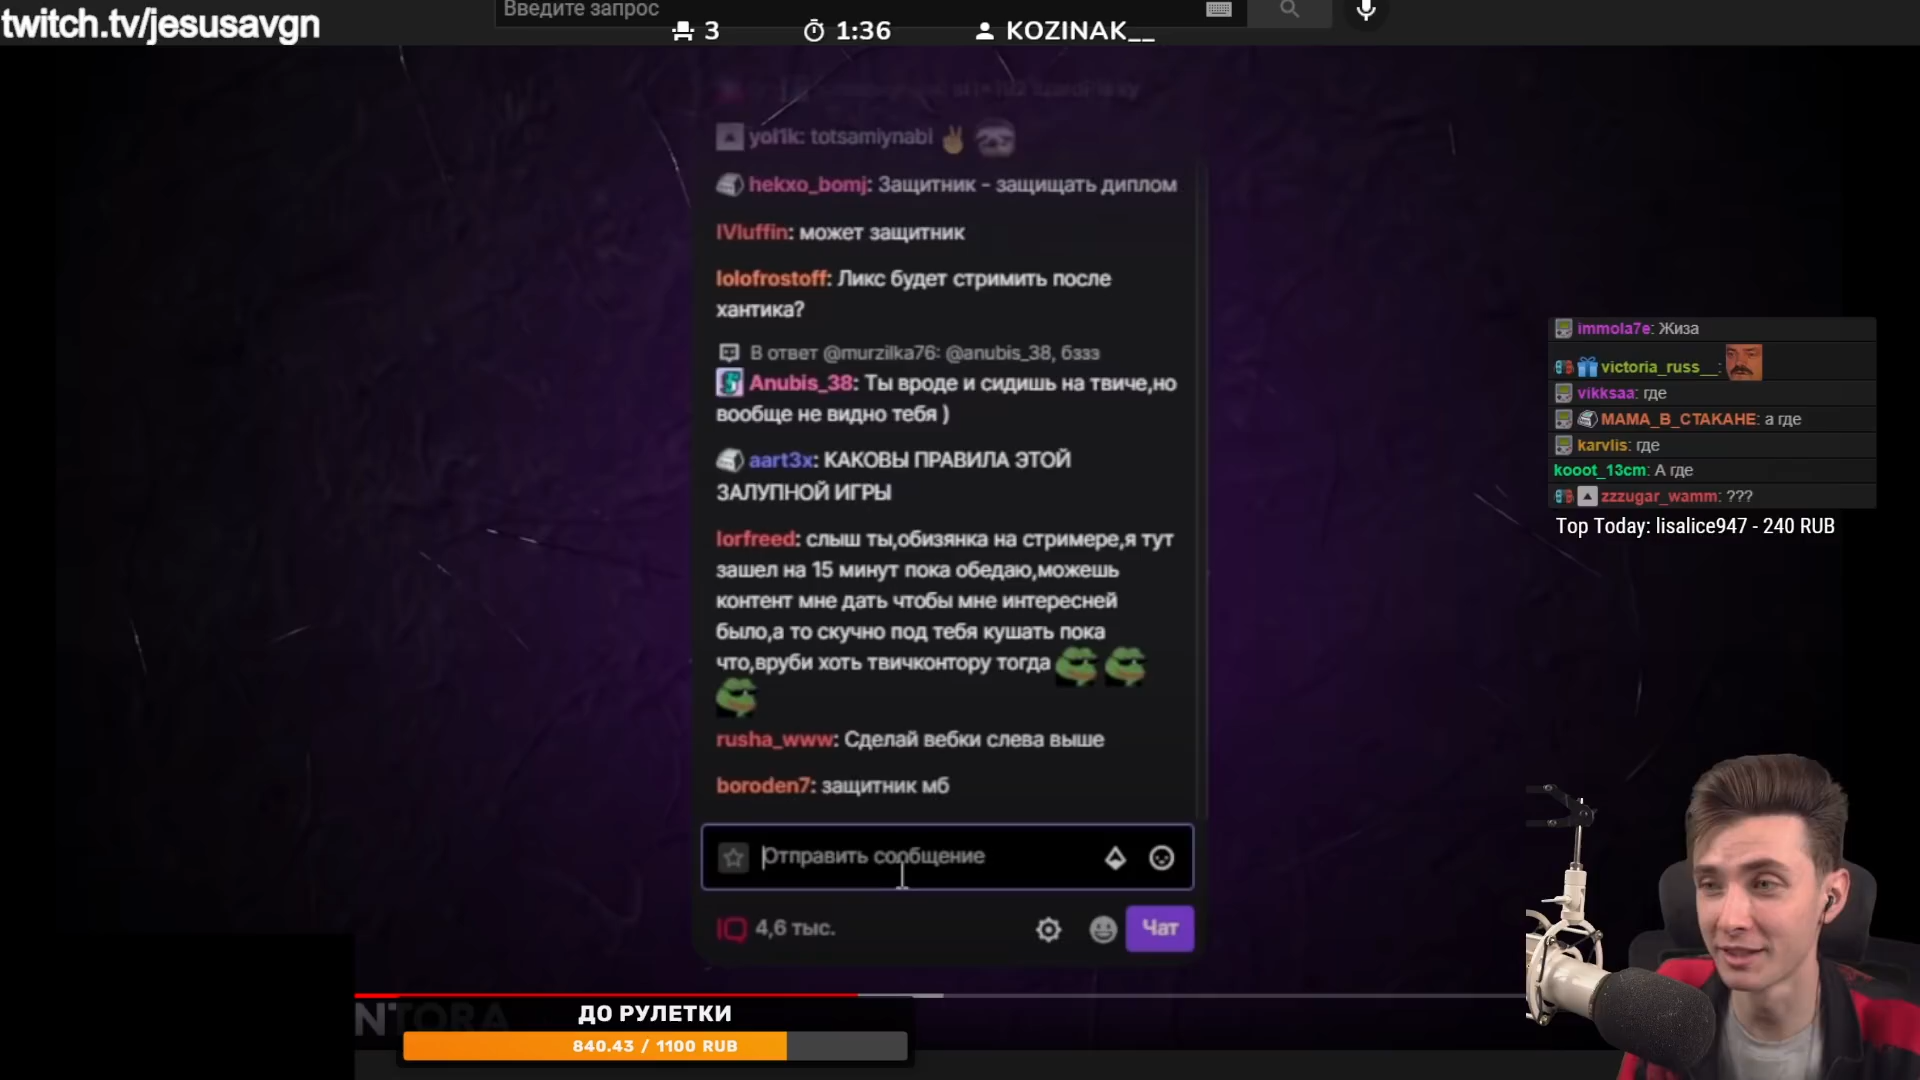 twitch.tv/jesusavgn
Введите запрос
3
1:36
KOZINAK__
yol1k: totsamiynabi
hekxo_bomj: Защитник - защищать диплом
IVluffin: может защитник
lolofrostoff: Ликс будет стримить после
хантика?
В ответ @murzilka76: @anubis_38, бззз
Anubis_38: Ты вроде и сидишь на твиче,но
вообще не видно тебя )
aart3x: КАКОВЫ ПРАВИЛА ЭТОЙ
ЗАЛУПНОЙ ИГРЫ
lorfreed: слыш ты,обизянка на стримере,я тут
зашел на 15 минут пока обедаю,можешь
контент мне дать чтобы мне интересней
было,а то скучно под тебя кушать пока
что,вруби хоть твичконтору тогда
rusha_www: Сделай вебки слева выше
boroden7: защитник мб
Отправить сообщение
4,6 тыс.
Чат
immola7e: Жиза
victoria_russ__:
vikksaa: где
MAMA_B_CTAKAHE: а где
karvlis: где
kooot_13cm: А где
zzzugar_wamm: ???
Top Today: lisalice947 - 240 RUB
NTORA
ДО РУЛЕТКИ
840.43 / 1100 RUB